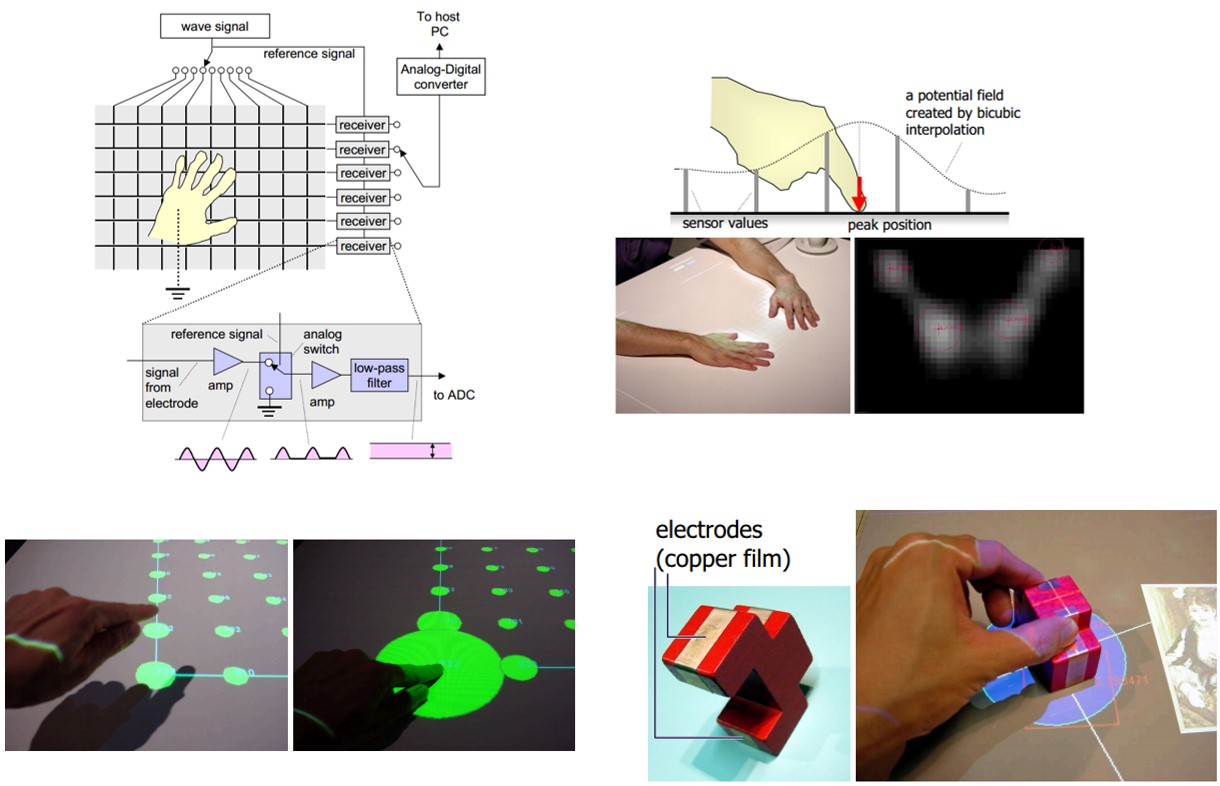 wave signal
To host
PC
reference signal
Analog-Digital
converter
receiver
receiver
receiver
receiver
receiver
receiver
reference signal
analog
switch
signal
from
electrode
amp
amp
low-pass
filter
to ADC
a potential field
created by bicubic
interpolation
sensor values
peak position
electrodes
(copper film)